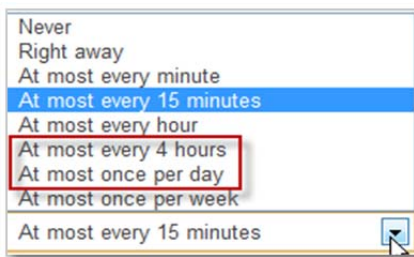 Never
Right away
At most every minute
At most every 15 minutes
At most every hour
At most every 4 hours
At most once per day
At most once per week
At most every 15 minutes